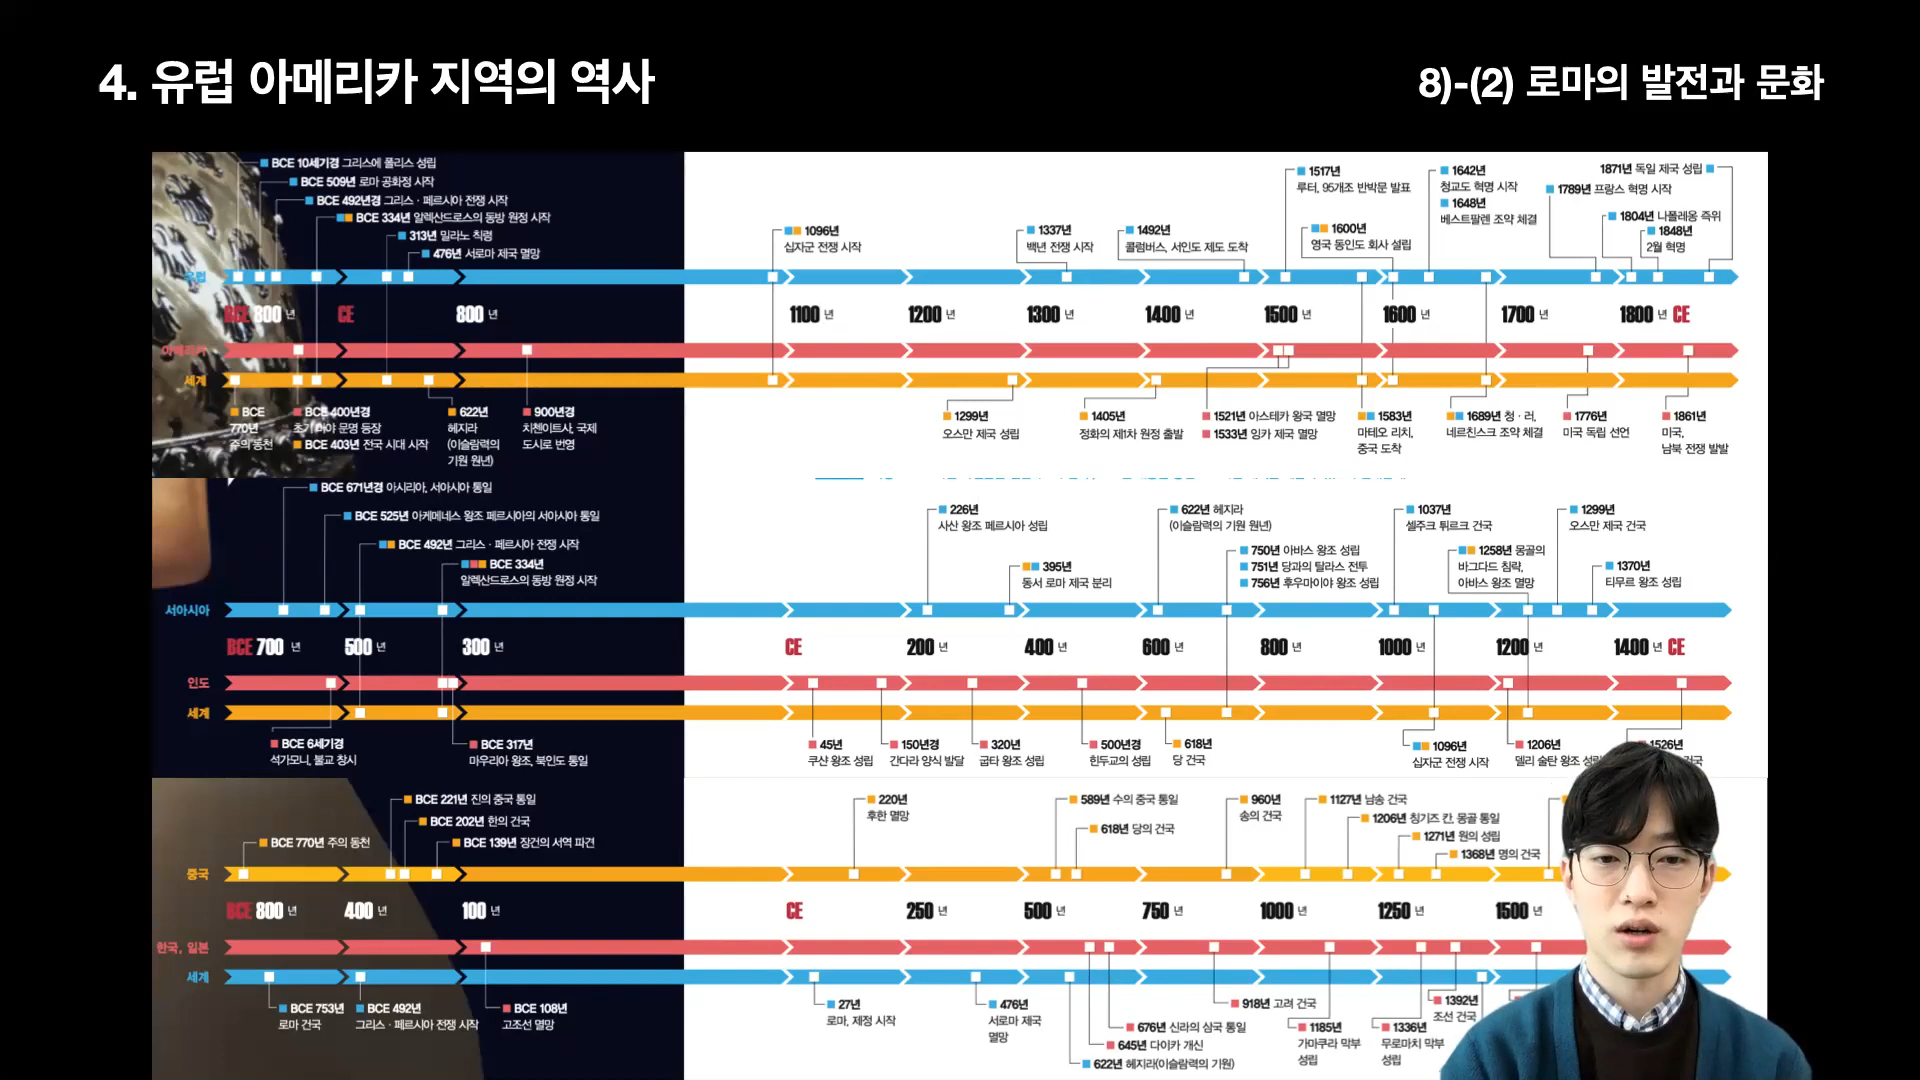 4. 유럽 아메리카 지역의 역사
8)-(2) 로마의 발전과 문화
BCE 10세기경 그리스에 폴리스 성립
BCE 509년 로마 공화정 시작
BCE 492년경 그리스 · 페르시아 전쟁 시작
BCE 334년 알렉산드로스의 동방 원정 시작
313년 밀라노 칙령
476년 서로마 제국 멸망
1096년
십자군 전쟁 시작
1337년
백년 전쟁 시작
1492년
콜럼버스, 서인도 제도 도착
1517년
루터, 95개조 반박문 발표
1600년
영국 동인도 회사 설립
1642년
청교도 혁명 시작
1648년
베스트팔렌 조약 체결
1871년 독일 제국 성립
1789년 프랑스 혁명 시작
1804년 나폴레옹 즉위
1848년
2월 혁명
유럽
BCE 800 년 CE 800 년 1100 년 1200 년 1300 년 1400 년 1500 년 1600 년 1700 년 1800 년 CE
아메리카
세계
BCE
770년
주의 동천
BCE 400년경
초기 마야 문명 등장
BCE 403년 전국 시대 시작
622년
헤지라
(이슬람력의
기원 원년)
900년경
치첸이트사, 국제
도시로 번영
1299년
오스만 제국 성립
1405년
정화의 제1차 원정 출발
1521년 아스테카 왕국 멸망
1533년 잉카 제국 멸망
1583년
마테오 리치,
중국 도착
1689년 청 · 러,
네르친스크 조약 체결
1776년
미국 독립 선언
1861년
미국,
남북 전쟁 발발
BCE 671년경 아시리아, 서아시아 통일
BCE 525년 아케메네스 왕조 페르시아의 서아시아 통일
BCE 492년 그리스 · 페르시아 전쟁 시작
BCE 334년
알렉산드로스의 동방 원정 시작
226년
사산 왕조 페르시아 성립
395년
동서 로마 제국 분리
622년 헤지라
(이슬람력의 기원 원년)
750년 아바스 왕조 성립
751년 당과의 탈라스 전투
756년 후우마이야 왕조 성립
1037년
셀주크 튀르크 건국
1258년 몽골의
바그다드 침략,
아바스 왕조 멸망
1299년
오스만 제국 건국
1370년
티무르 왕조 성립
서아시아
BCE 700 년 500 년 300 년 CE 200 년 400 년 600 년 800 년 1000 년 1200 년 1400 년 CE
인도
세계
BCE 6세기경
석가모니, 불교 창시
BCE 317년
마우리아 왕조, 북인도 통일
45년
쿠샨 왕조 성립
150년경
간다라 양식 발달
320년
굽타 왕조 성립
500년경
힌두교의 성립
618년
당 건국
1096년
십자군 전쟁 시작
1206년
델리 술탄 왕조 성립
1526년
건국
BCE 221년 진의 중국 통일
BCE 202년 한의 건국
BCE 770년 주의 동천
BCE 139년 장건의 서역 파견
220년
후한 멸망
589년 수의 중국 통일
618년 당의 건국
960년
송의 건국
1127년 남송 건국
1206년 칭기즈 칸, 몽골 통일
1271년 원의 성립
1368년 명의 건국
중국
BCE 800 년 400 년 100 년 CE 250 년 500 년 750 년 1000 년 1250 년 1500 년
한국, 일본
세계
BCE 753년
로마 건국
BCE 492년
그리스 · 페르시아 전쟁 시작
BCE 108년
고조선 멸망
27년
로마, 제정 시작
476년
서로마 제국
멸망
676년 신라의 삼국 통일
645년 다이카 개신
622년 헤지라(이슬람력의 기원)
918년 고려 건국
1185년
가마쿠라 막부
성립
1336년
무로마치 막부
성립
1392년
조선 건국